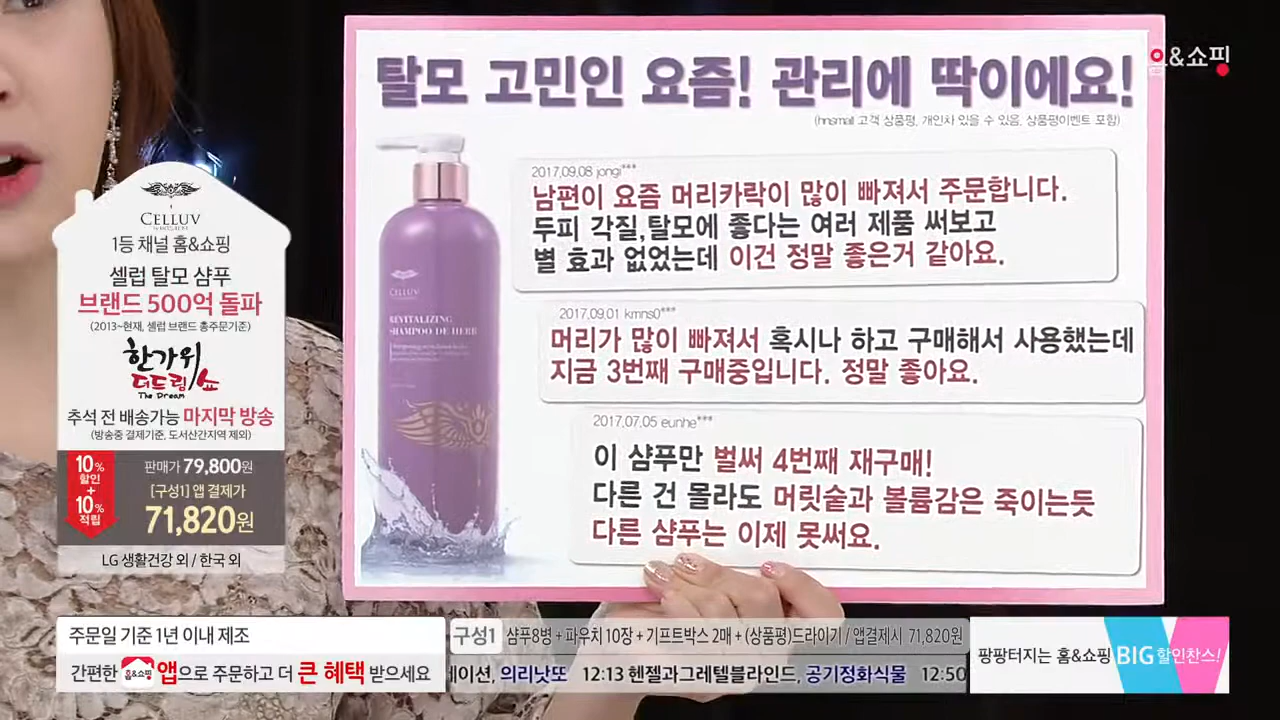 홈&쇼핑
탈모 고민인 요즘! 관리에 딱이에요!
(hnsmall 고객 상품평, 개인차 있을 수 있음, 상품평이벤트 포함)
2017.09.08 jongi***
남편이 요즘 머리카락이 많이 빠져서 주문합니다.
두피 각질,탈모에 좋다는 여러 제품 써보고
별 효과 없었는데 이건 정말 좋은거 같아요.
2017.09.01 kmns0***
머리가 많이 빠져서 혹시나 하고 구매해서 사용했는데
지금 3번째 구매중입니다. 정말 좋아요.
2017.07.05 eunhe***
이 샴푸만 벌써 4번째 재구매!
다른 건 몰라도 머릿숱과 볼륨감은 죽이는듯
다른 샴푸는 이제 못써요.
CELLUV
REVITALIZING
SHAMPOO DE HERB
CELLUV
1등 채널 홈&쇼핑
셀럽 탈모 샴푸
브랜드 500억 돌파
(2013~현재, 셀럽 브랜드 총주문기준)
한가위
더드림쇼
The Dream
추석 전 배송가능 마지막 방송
(방송중 결제기준, 도서산간지역 제외)
10% 할인
+
10% 적립
판매가 79,800원
[구성1] 앱 결제가
71,820원
LG 생활건강 외 / 한국 외
주문일 기준 1년 이내 제조
간편한 홈&쇼핑 앱으로 주문하고 더 큰 혜택 받으세요
구성1 샴푸8병 + 파우치 10장 + 기프트박스 2매 + (상품평)드라이기 / 앱결제시 71,820원
이션, 의리낫또 12:13 헨젤과그레텔블라인드, 공기정화식물 12:50
팡팡터지는 홈&쇼핑 BIG 할인찬스!